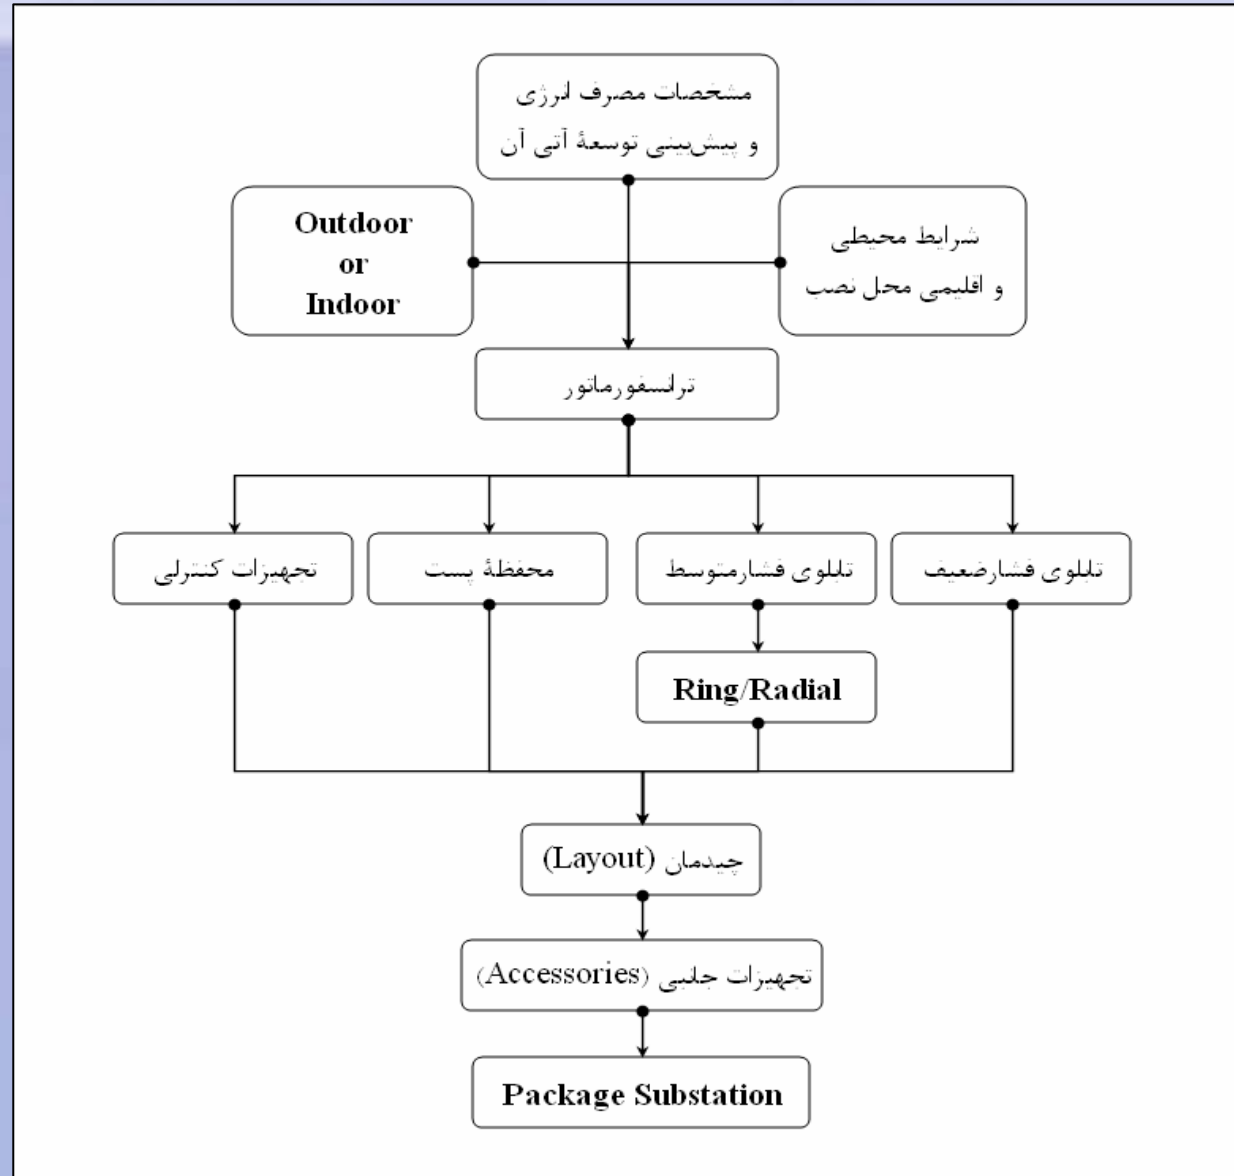 مشخصات مصرف انرژی
و پیش‌بینی توسعهٔ آتی آن
Outdoor
or
Indoor
شرایط محیطی
و اقلیمی محل نصب
ترانسفورماتور
تجهیزات کنترلی
محفظهٔ پست
تابلوی فشارمتوسط
تابلوی فشارضعیف
Ring/Radial
چیدمان (Layout)
تجهیزات جانبی (Accessories)
Package Substation